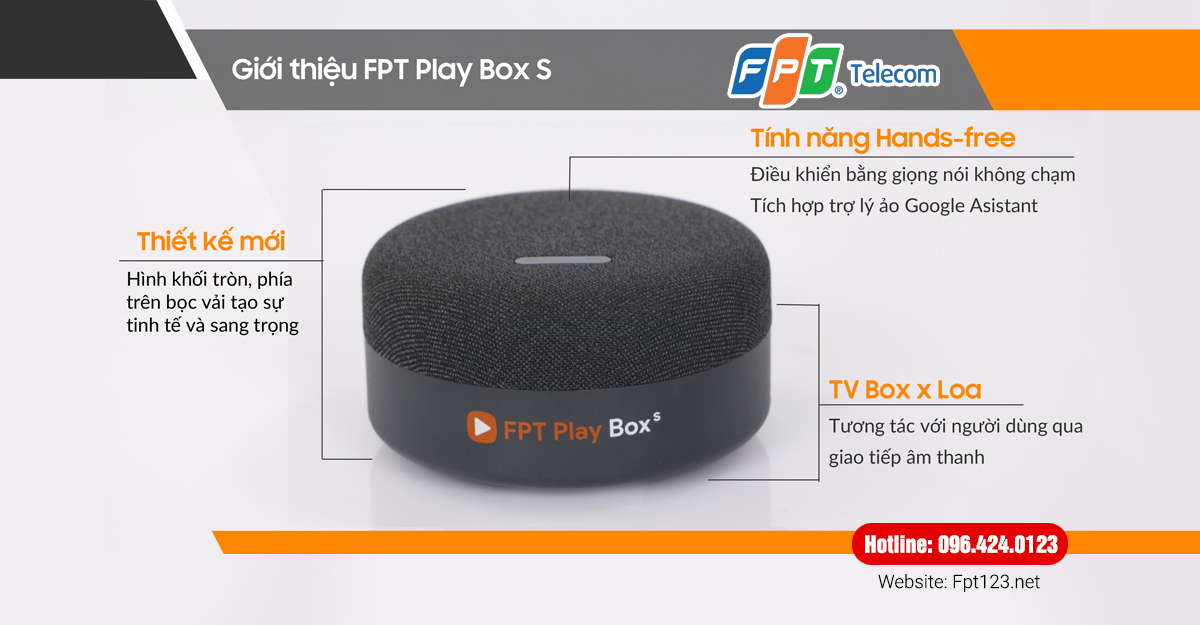 Giới thiệu FPT Play Box S
FPT Telecom
Tính năng Hands-free
Điều khiển bằng giọng nói không chạm
Tích hợp trợ lý ảo Google Asistant
Thiết kế mới
Hình khối tròn, phía
trên bọc vải tạo sự
tinh tế và sang trọng
TV Box x Loa
Tương tác với người dùng qua
giao tiếp âm thanh
FPT Play Box S
Hotline: 096.424.0123
Website: Fpt123.net